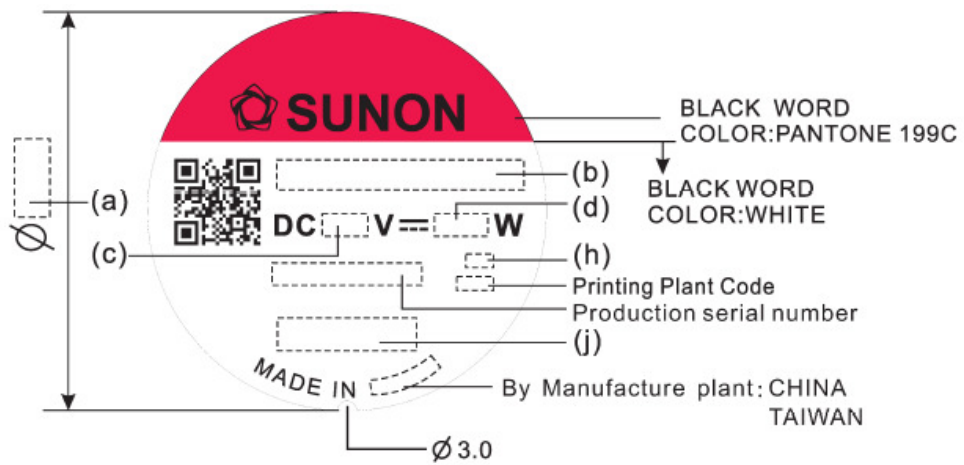 SUNON
BLACK WORD
COLOR:PANTONE 199C
BLACK WORD
COLOR:WHITE
(a)
Ø
(b)
(d)
DC V⎓ W
(c)
(h)
Printing Plant Code
Production serial number
(j)
MADE IN
By Manufacture plant: CHINA
TAIWAN
Ø 3.0